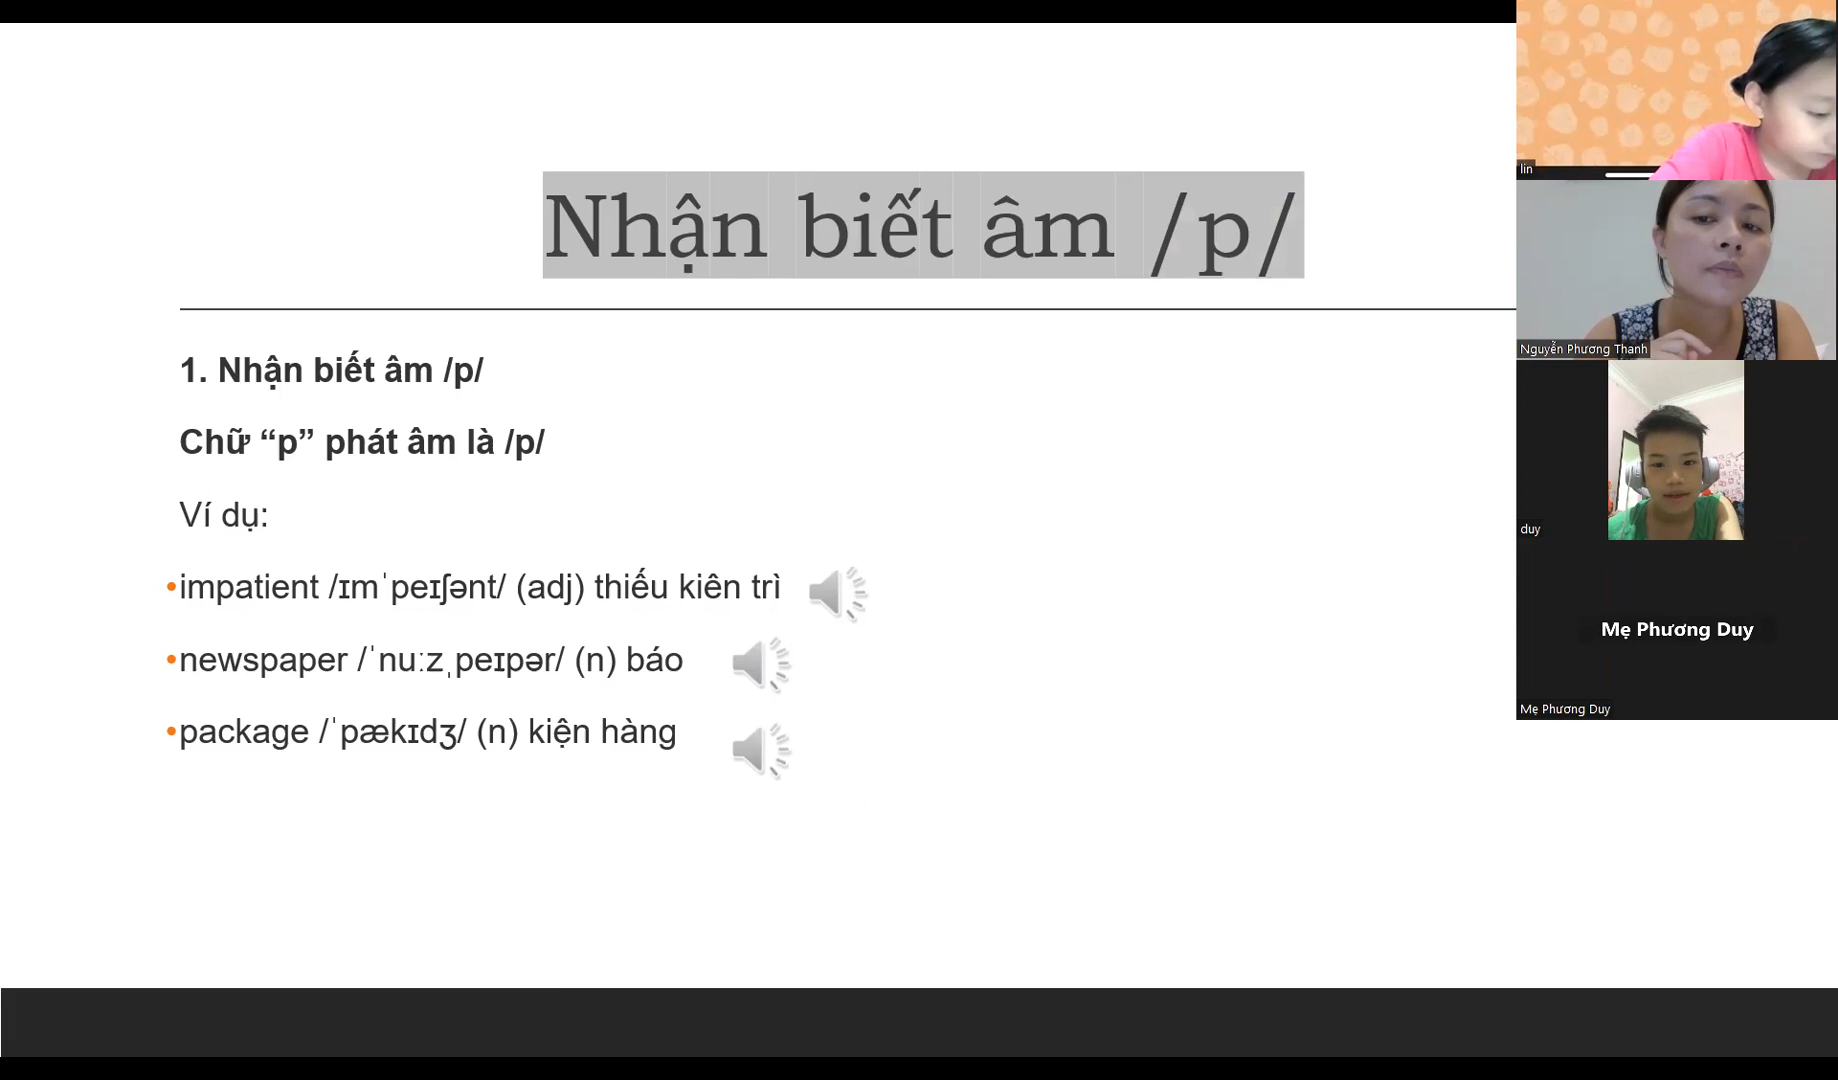 Nhận biết âm /p/
1. Nhận biết âm /p/
Chữ “p” phát âm là /p/
Ví dụ:
•impatient /ɪmˈpeɪʃənt/ (adj) thiếu kiên trì
•newspaper /ˈnuːzˌpeɪpər/ (n) báo
•package /ˈpækɪdʒ/ (n) kiện hàng
lin
Nguyễn Phương Thanh
duy
Mẹ Phương Duy
Mẹ Phương Duy